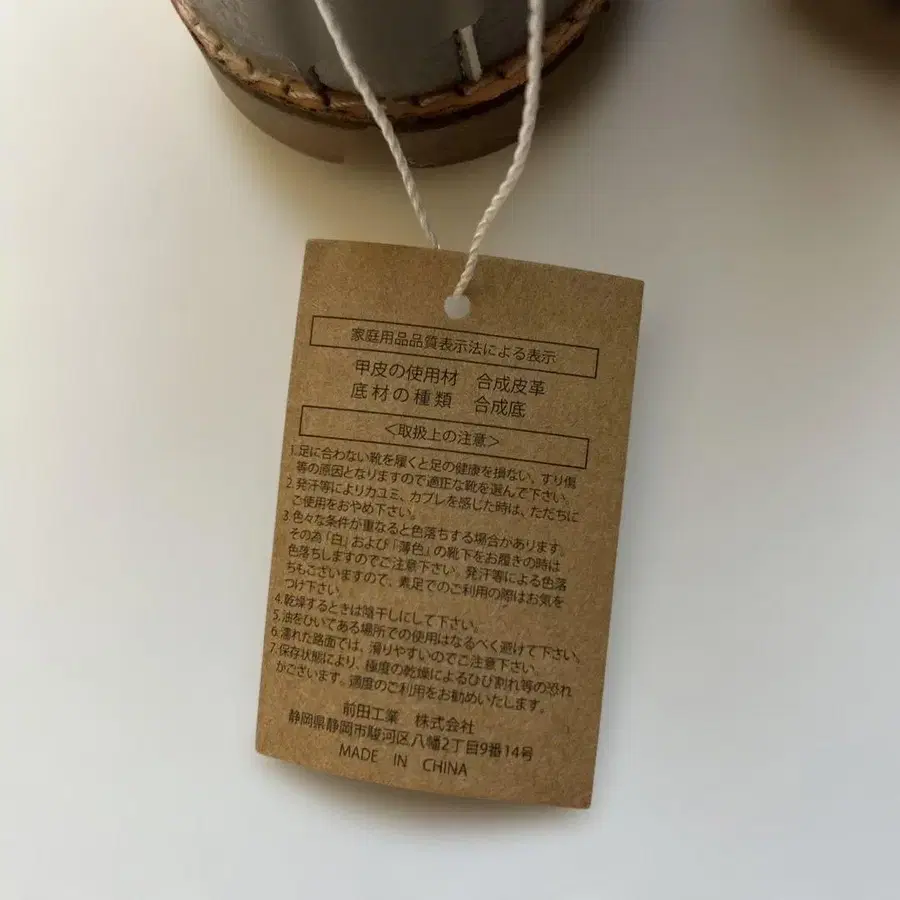 家庭用品品質表示法による表示
甲皮の使用材　合成皮革
底材の種類　合成底
＜取扱上の注意＞
1.足に合わない靴を履くと足の健康を損ない、すり傷
等の原因となりますので適正な靴を選んで下さい。
2.発汗等によりカユミ、カブレを感じた時は、ただちに
ご使用をおやめ下さい。
3.色々な条件が重なると色落ちする場合があります。
その為「白」および「薄色」の靴下をお履きの時は
色落ちしますのでご注意下さい。発汗等による色落
ちもございますので、素足でのご利用の際はお気を
つけ下さい。
4.乾燥するときは陰干しにして下さい。
5.油をひいてある場所での使用はなるべく避けて下さい。
6.濡れた路面では、滑りやすいのでご注意下さい。
7.保存状態により、極度の乾燥によるひび割れ等の恐れ
がございます。適度のご利用をお勧めいたします。
前田工業　株式会社
静岡県静岡市駿河区八幡2丁目9番14号
MADE IN CHINA